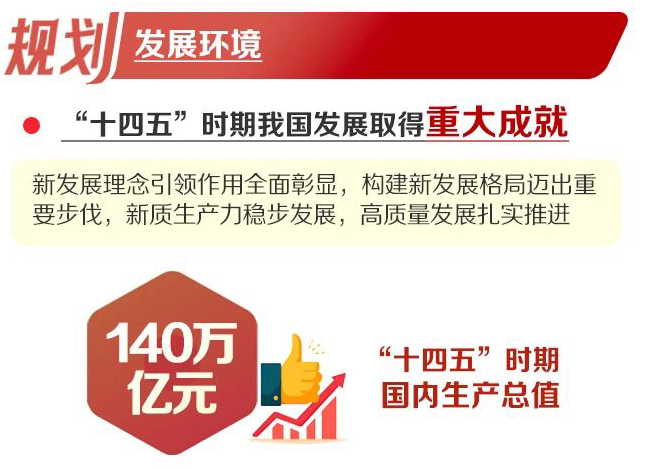 规划
发展环境
“十四五”时期我国发展取得重大成就
新发展理念引领作用全面彰显，构建新发展格局迈出重
要步伐，新质生产力稳步发展，高质量发展扎实推进
140万
亿元
“十四五”时期
国内生产总值